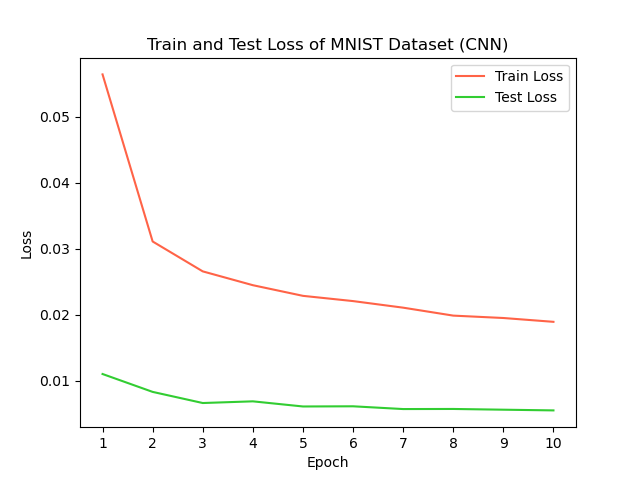 Train and Test Loss of MNIST Dataset (CNN)
Train Loss
Test Loss
0.05
0.04
0.03
0.02
0.01
Loss
1 2 3 4 5 6 7 8 9 10
Epoch